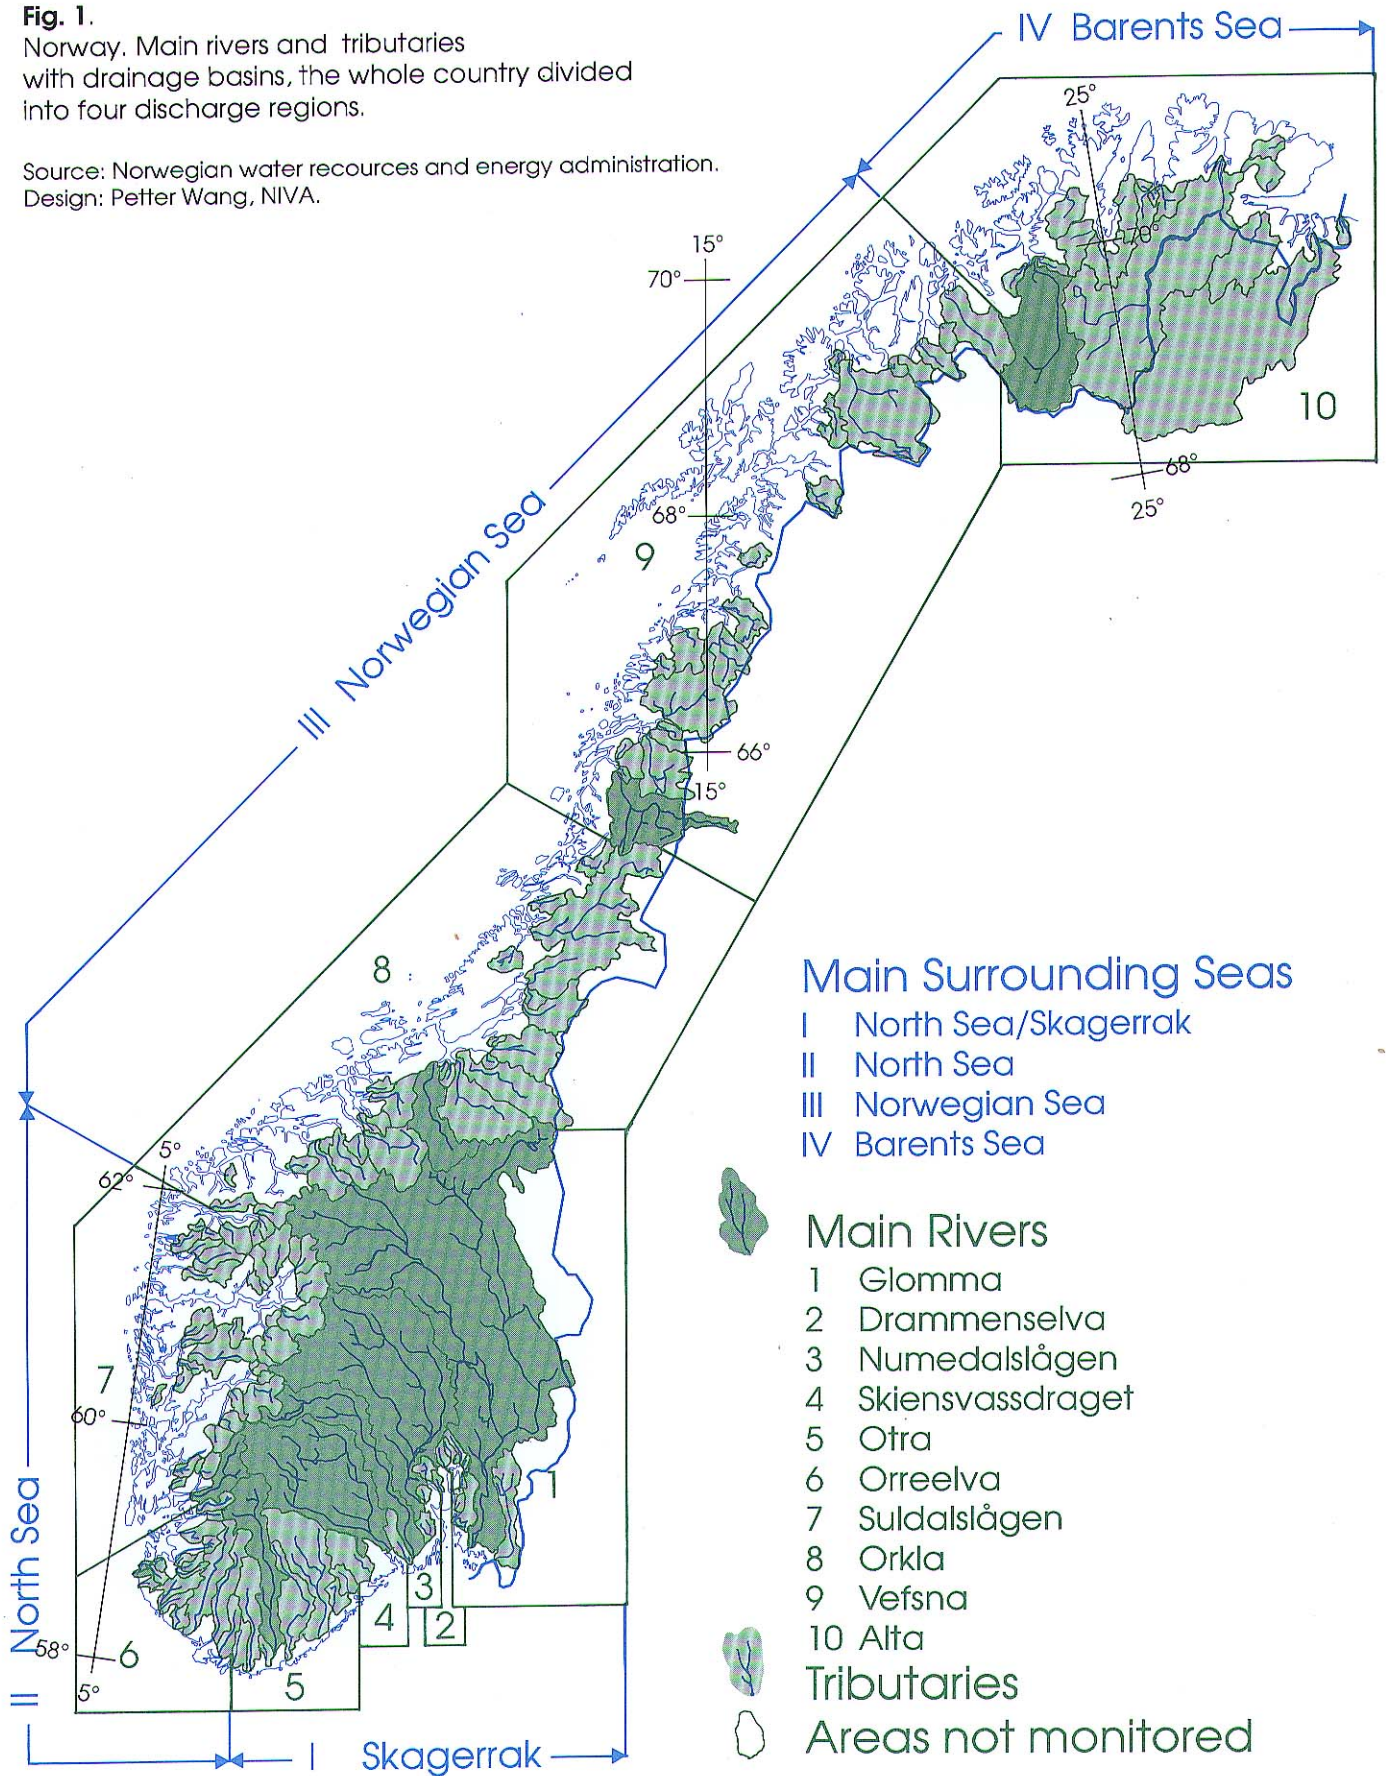 Fig. 1.
Norway. Main rivers and tributaries
with drainage basins, the whole country divided
into four discharge regions.
Source: Norwegian water recources and energy administration.
Design: Petter Wang, NIVA.
IV Barents Sea
25°
70°
10
68°
25°
15°
70°
68°
9
66°
15°
III Norwegian Sea
8
5°
62°
7
60°
1
II North Sea
58°
6
5°
5
4
3
2
I Skagerrak
Main Surrounding Seas
I North Sea/Skagerrak
II North Sea
III Norwegian Sea
IV Barents Sea
Main Rivers
1 Glomma
2 Drammenselva
3 Numedalslågen
4 Skiensvassdraget
5 Otra
6 Orreelva
7 Suldalslågen
8 Orkla
9 Vefsna
10 Alta
Tributaries
Areas not monitored